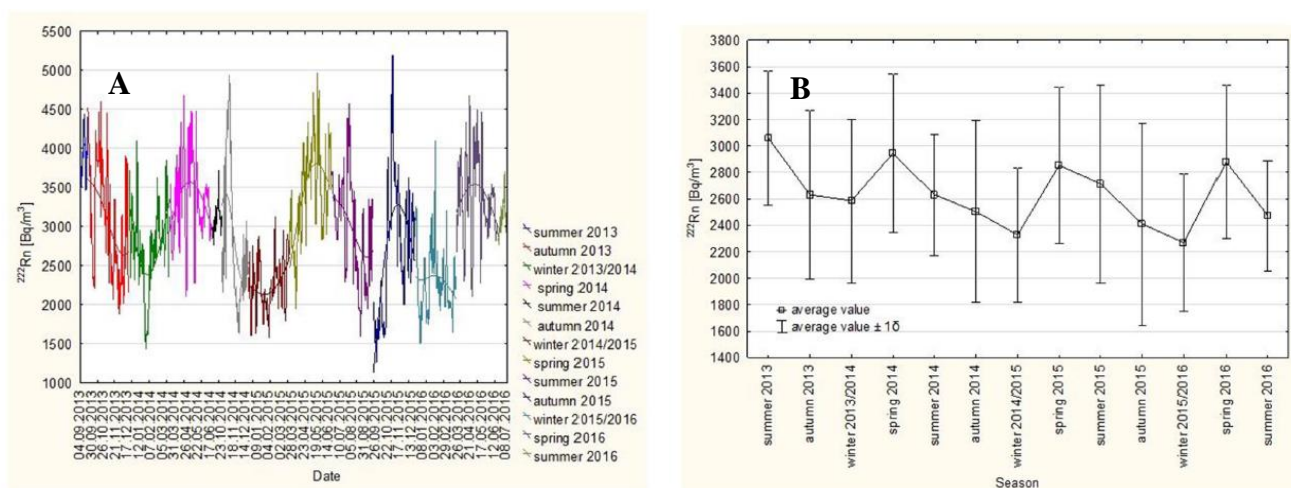 A
5500
5000
4500
4000
3500
3000
2500
2000
1500
1000
²²²Rn [Bq/m³]
04.09.2013
30.09.2013
26.10.2013
21.11.2013
17.12.2013
12.01.2014
07.02.2014
05.03.2014
31.03.2014
26.04.2014
22.05.2014
17.06.2014
23.10.2014
18.11.2014
14.12.2014
09.01.2015
04.02.2015
02.03.2015
28.03.2015
23.04.2015
19.05.2015
14.06.2015
10.07.2015
05.08.2015
31.08.2015
26.09.2015
22.10.2015
17.11.2015
13.12.2015
08.01.2016
03.02.2016
29.02.2016
26.03.2016
21.04.2016
17.05.2016
12.06.2016
08.07.2016
Date
summer 2013
autumn 2013
winter 2013/2014
spring 2014
summer 2014
autumn 2014
winter 2014/2015
spring 2015
summer 2015
autumn 2015
winter 2015/2016
spring 2016
summer 2016
B
3800
3600
3400
3200
3000
2800
2600
2400
2200
2000
1800
1600
1400
²²²Rn [Bq/m³]
average value
average value ± 1δ
summer 2013
autumn 2013
winter 2013/2014
spring 2014
summer 2014
autumn 2014
winter 2014/2015
spring 2015
summer 2015
autumn 2015
winter 2015/2016
spring 2016
summer 2016
Season